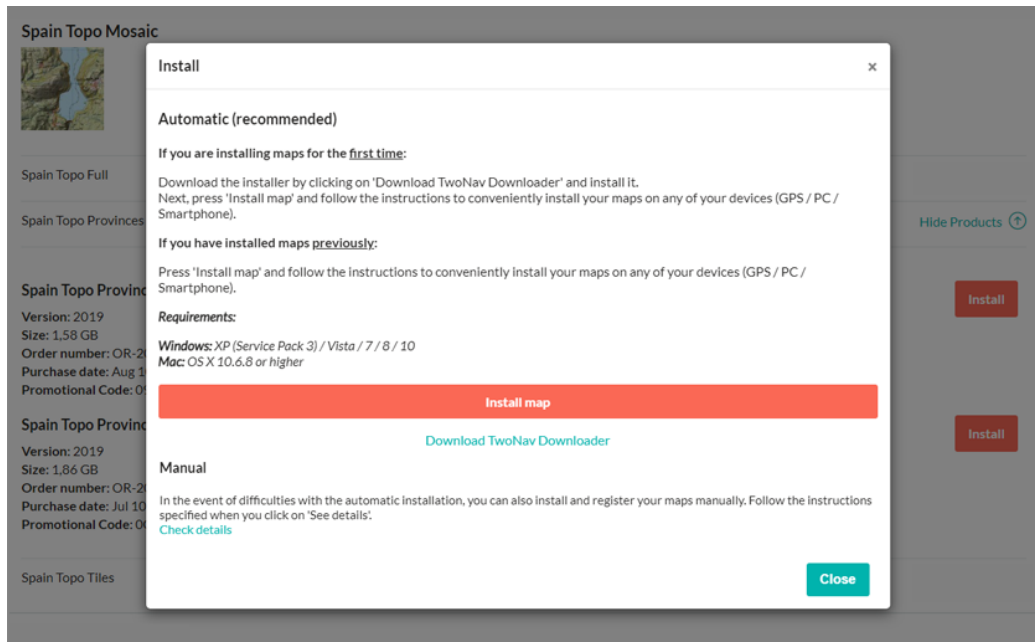 Spain Topo Mosaic
Install
×
Automatic (recommended)
If you are installing maps for the first time:
Download the installer by clicking on 'Download TwoNav Downloader' and install it.
Next, press 'Install map' and follow the instructions to conveniently install your maps on any of your devices (GPS / PC /
Smartphone).
If you have installed maps previously:
Press 'Install map' and follow the instructions to conveniently install your maps on any of your devices (GPS / PC /
Smartphone).
Requirements:
Windows: XP (Service Pack 3) / Vista / 7 / 8 / 10
Mac: OS X 10.6.8 or higher
Install map
Download TwoNav Downloader
Manual
In the event of difficulties with the automatic installation, you can also install and register your maps manually. Follow the instructions
specified when you click on 'See details'.
Check details
Close
Spain Topo Full
Spain Topo Provinces
Hide Products
Spain Topo Provinc
Install
Version: 2019
Size: 1,58 GB
Order number: OR-20
Purchase date: Aug 1
Promotional Code:
Spain Topo Provinc
Install
Version: 2019
Size: 1,86 GB
Order number: OR-20
Purchase date: Jul 10
Promotional Code:
Spain Topo Tiles